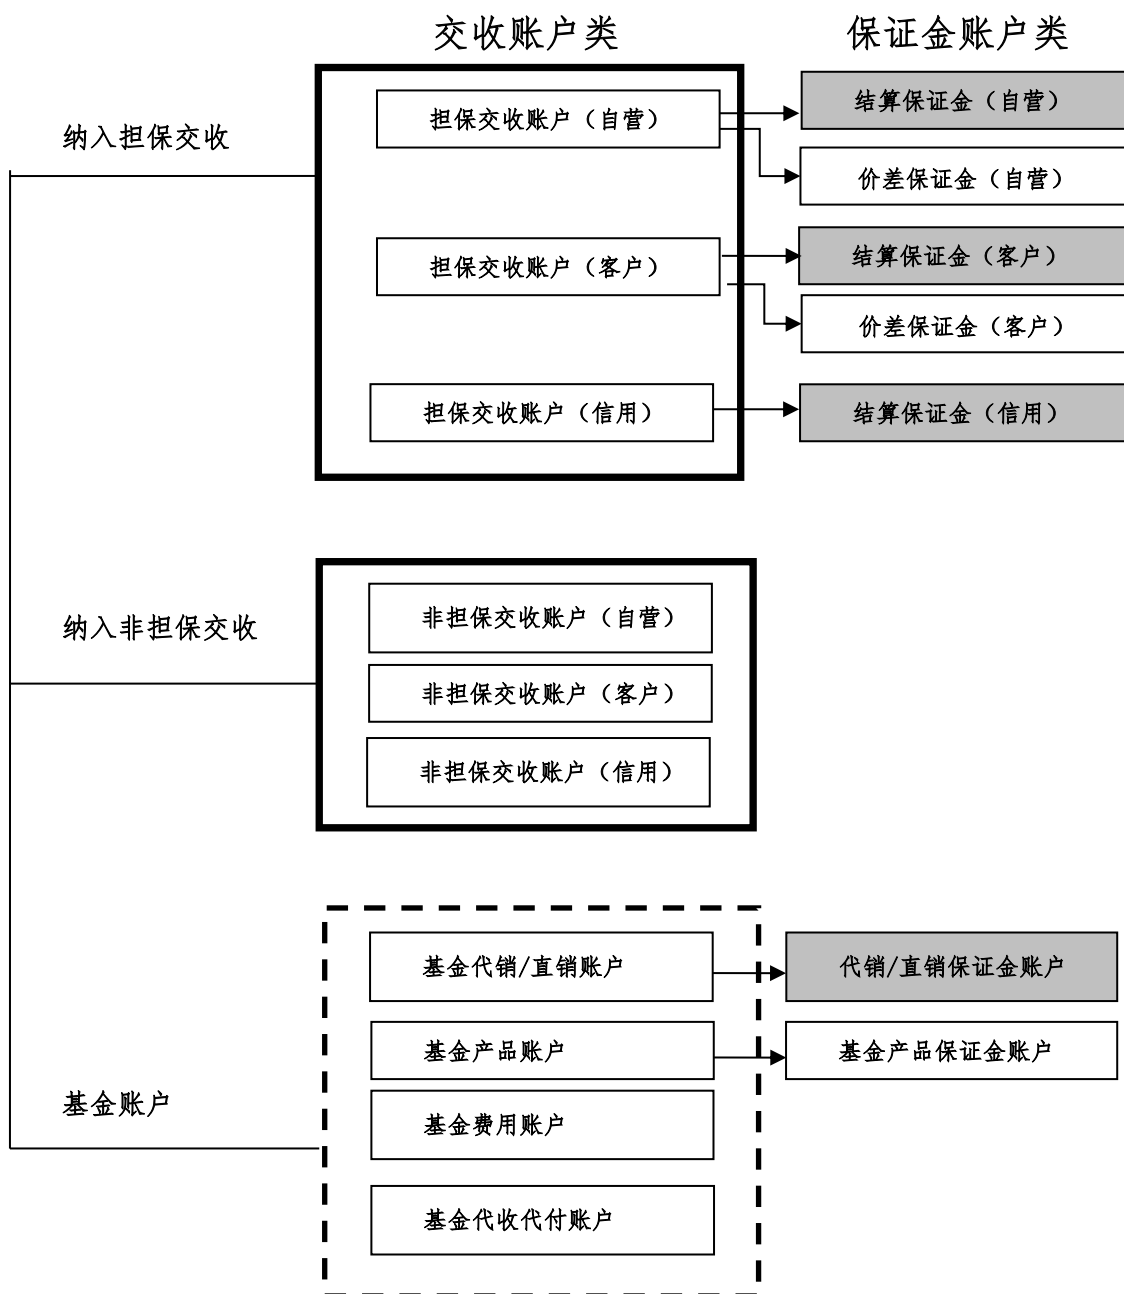 交收账户类
保证金账户类
纳入担保交收
担保交收账户（自营）
结算保证金（自营）
价差保证金（自营）
担保交收账户（客户）
结算保证金（客户）
价差保证金（客户）
担保交收账户（信用）
结算保证金（信用）
纳入非担保交收
非担保交收账户（自营）
非担保交收账户（客户）
非担保交收账户（信用）
基金账户
基金代销/直销账户
代销/直销保证金账户
基金产品账户
基金产品保证金账户
基金费用账户
基金代收代付账户